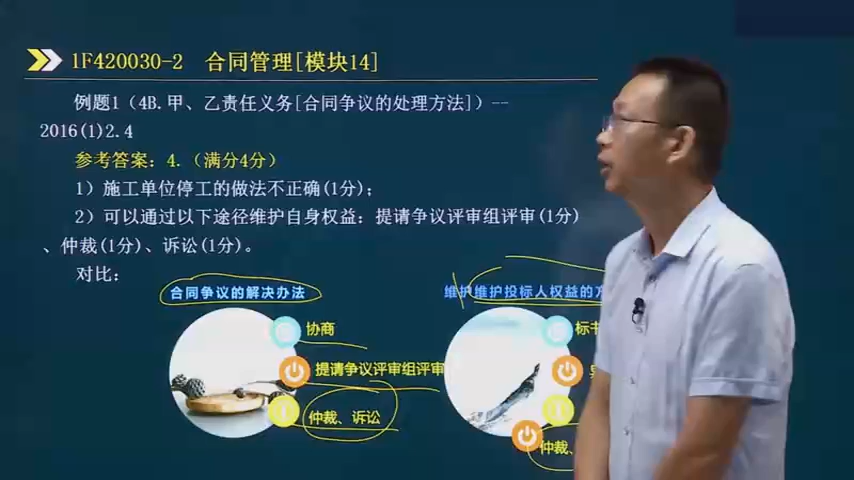 1F420030-2 合同管理[模块14]
例题1（4B.甲、乙责任义务[合同争议的处理方法]）--
2016(1)2.4
参考答案：4.（满分4分）
1）施工单位停工的做法不正确(1分)；
2）可以通过以下途径维护自身权益：提请争议评审组评审(1分)
、仲裁(1分)、诉讼(1分)。
对比：
合同争议的解决办法
协商
提请争议评审组评审
仲裁、诉讼
维护维护投标人权益的方
标书
仲裁、